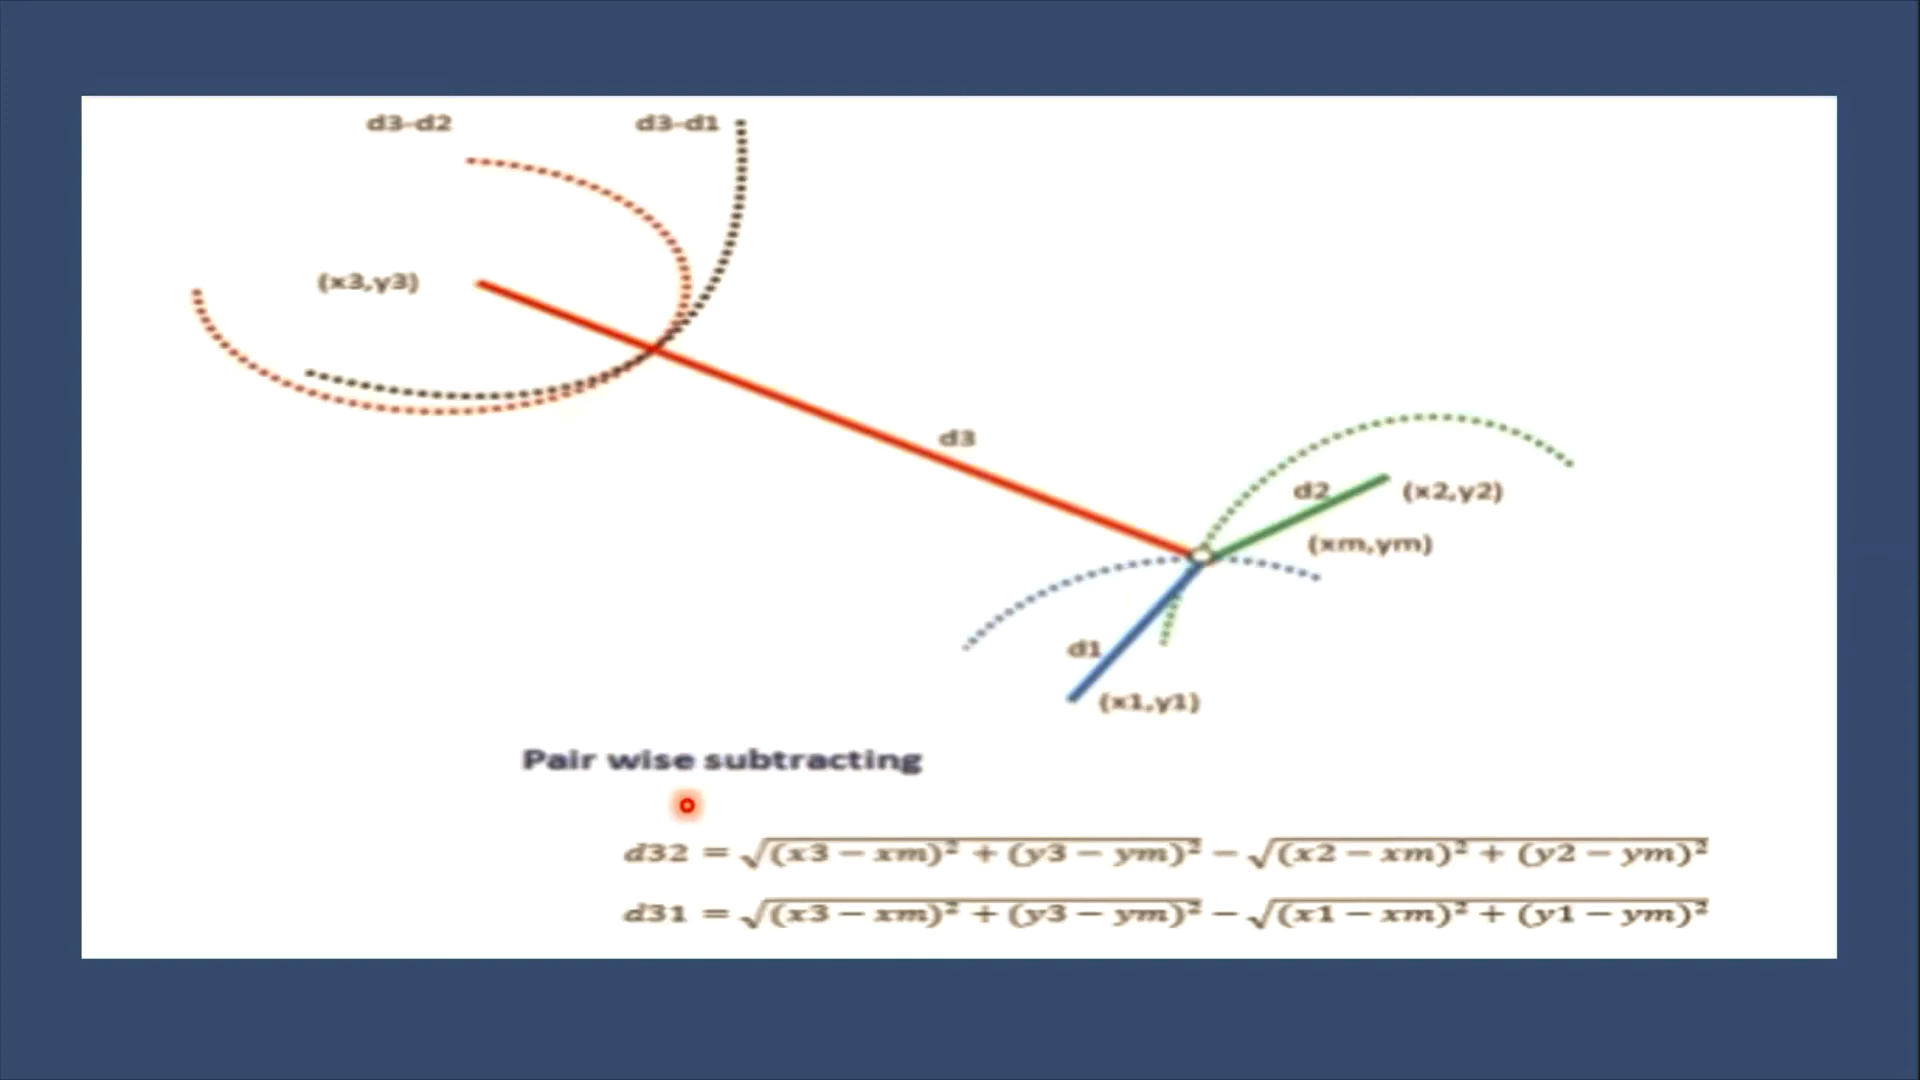 d3-d2 d3-d1
(x3,y3)
d3
d2 (x2,y2)
(xm,ym)
d1
(x1,y1)
Pair wise subtracting
d32 = √(x3 − xm)² + (y3 − ym)² − √(x2 − xm)² + (y2 − ym)²
d31 = √(x3 − xm)² + (y3 − ym)² − √(x1 − xm)² + (y1 − ym)²